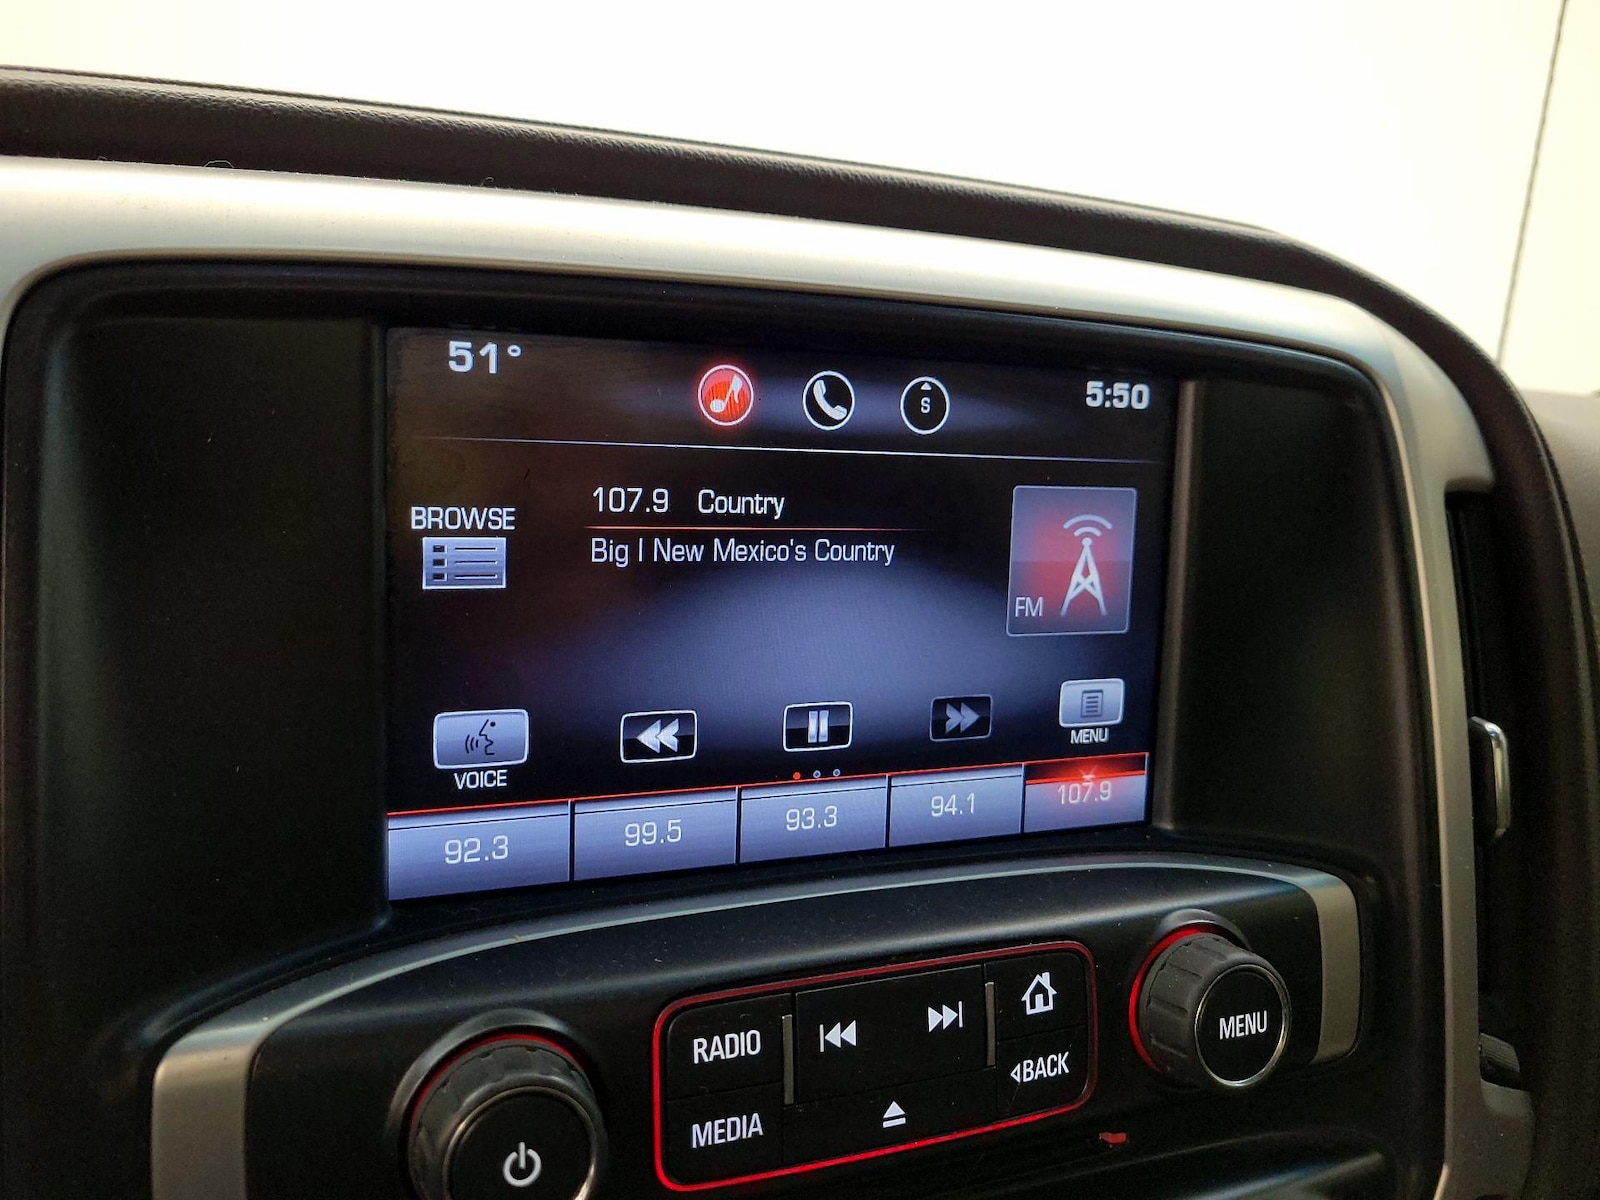 51°
S
5:50
BROWSE
107.9 Country
Big I New Mexico's Country
FM
VOICE
MENU
92.3
99.5
93.3
94.1
107.9
RADIO
MEDIA
BACK
MENU